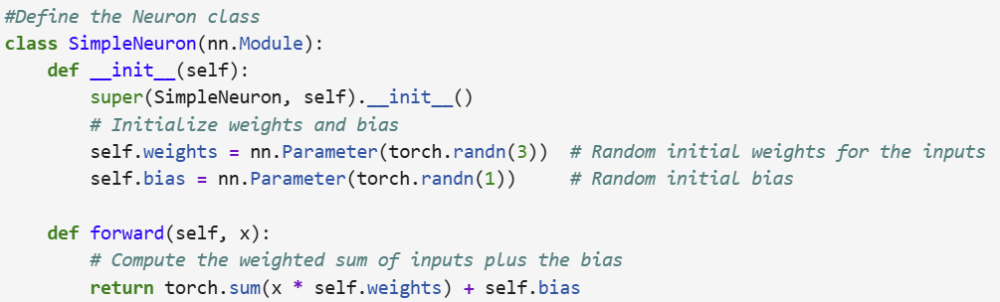 #Define the Neuron class
class SimpleNeuron(nn.Module):
    def __init__(self):
        super(SimpleNeuron, self).__init__()
        # Initialize weights and bias
        self.weights = nn.Parameter(torch.randn(3))  # Random initial weights for the inputs
        self.bias = nn.Parameter(torch.randn(1))     # Random initial bias

    def forward(self, x):
        # Compute the weighted sum of inputs plus the bias
        return torch.sum(x * self.weights) + self.bias